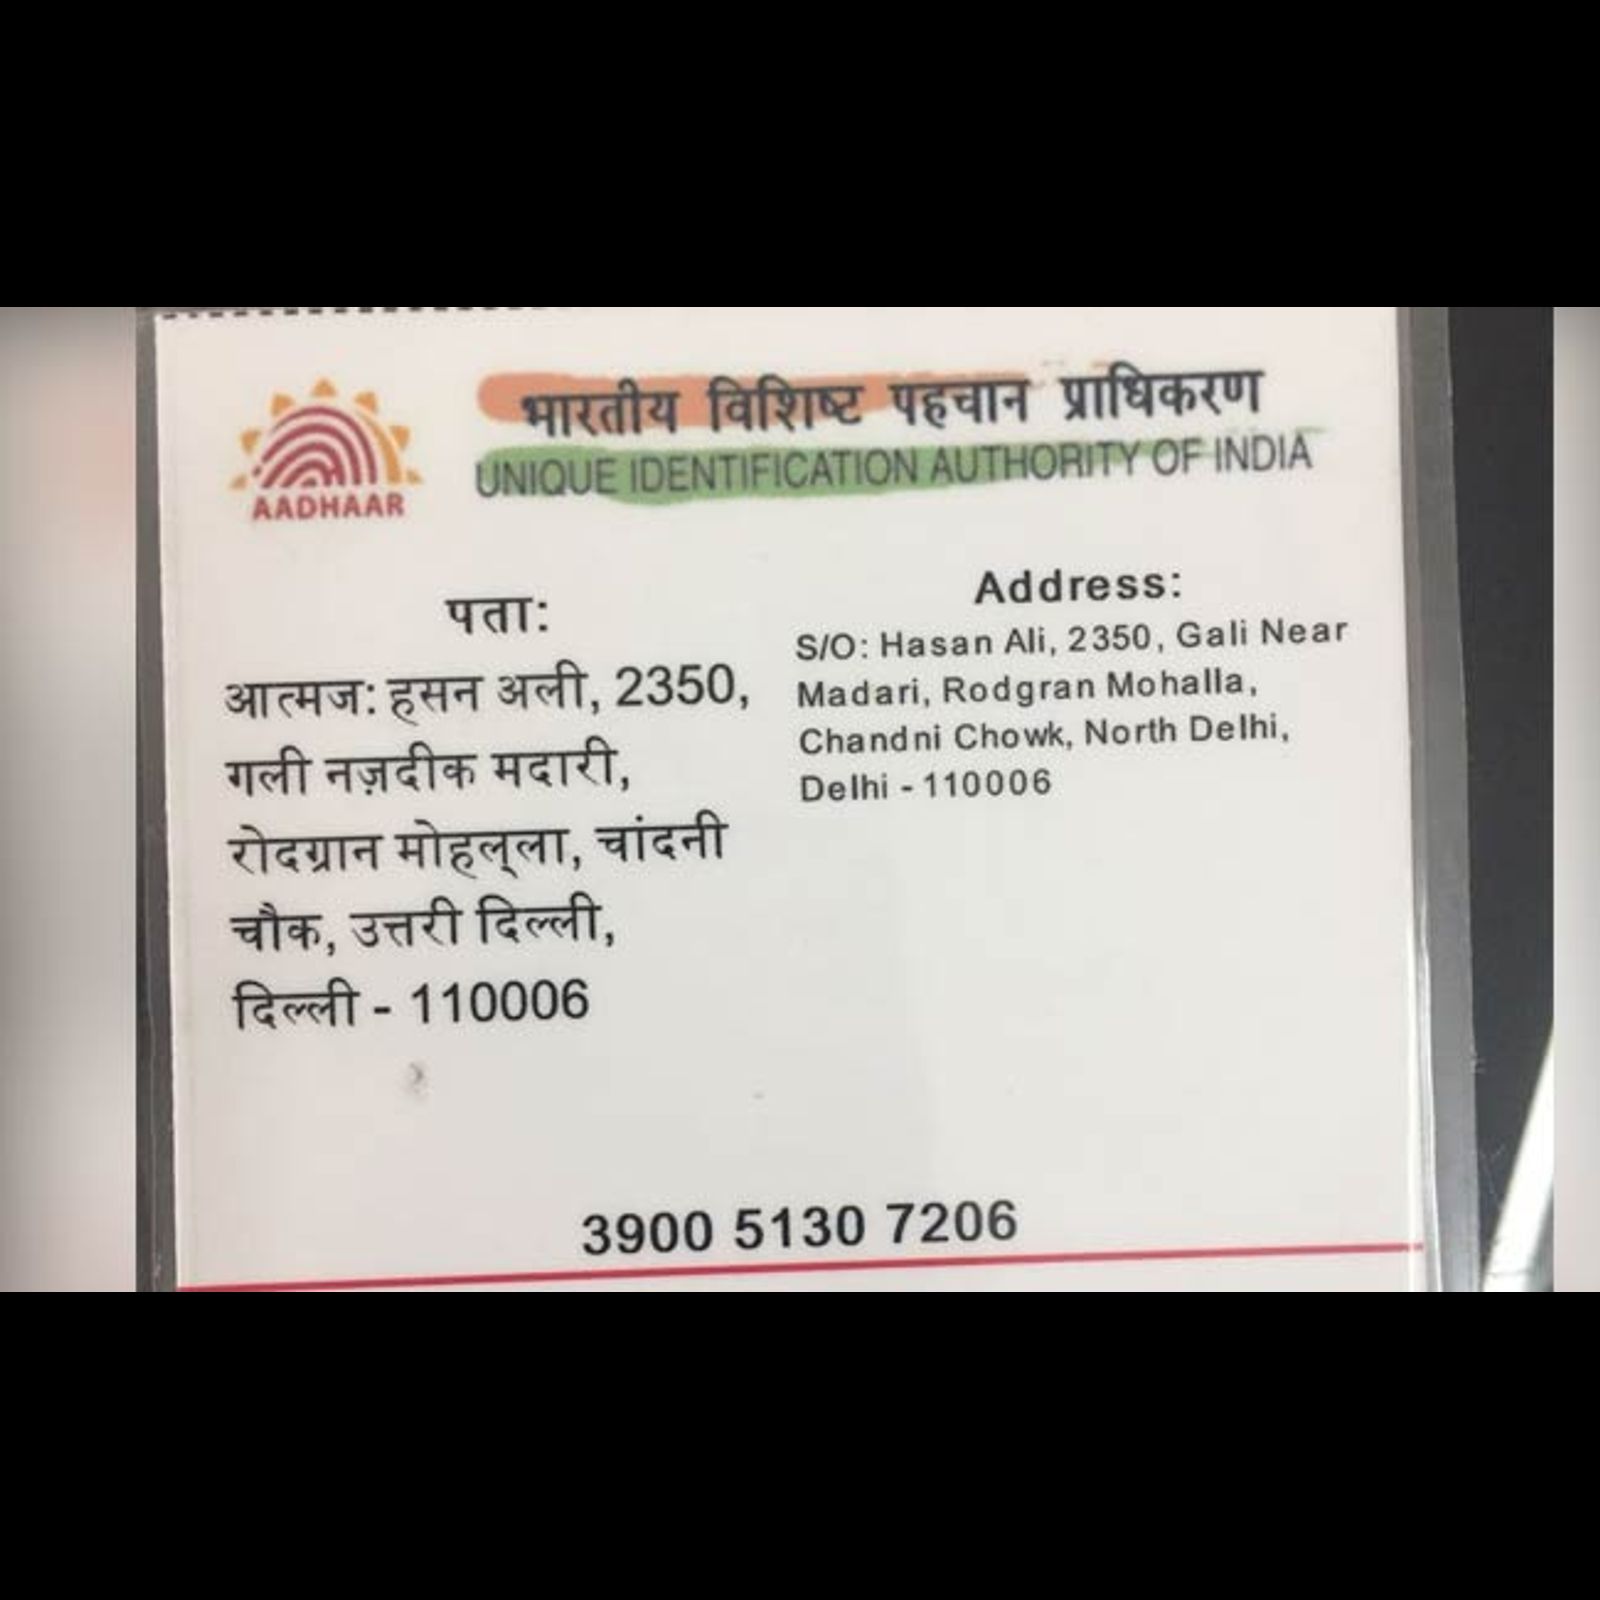 भारतीय विशिष्ट पहचान प्राधिकरण
UNIQUE IDENTIFICATION AUTHORITY OF INDIA
AADHAAR
पता:
आत्मज: हसन अली, 2350,
गली नज़दीक मदारी,
रोदग्रान मोहल्ला, चांदनी
चौक, उत्तरी दिल्ली,
दिल्ली - 110006
Address:
S/O: Hasan Ali, 2350, Gali Near
Madari, Rodgran Mohalla,
Chandni Chowk, North Delhi,
Delhi - 110006
3900 5130 7206